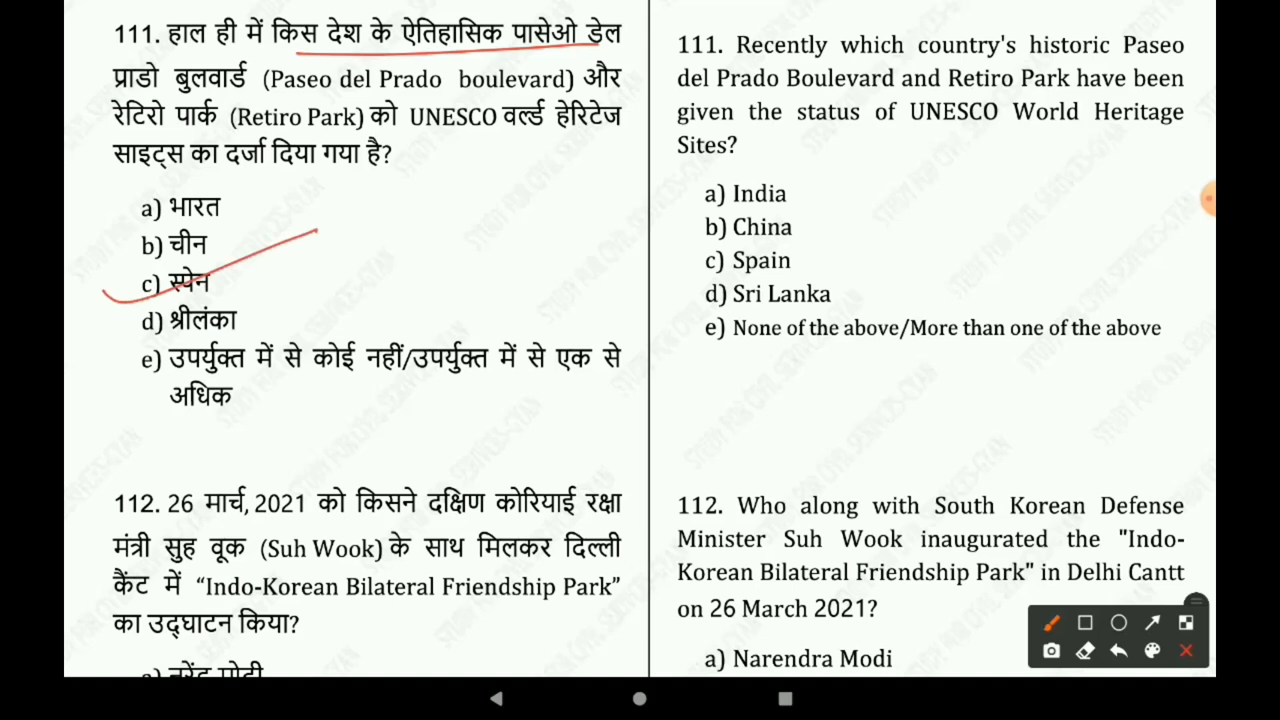 111. हाल ही में किस देश के ऐतिहासिक पासेओ डेल
प्राडो बुलवार्ड (Paseo del Prado boulevard) और
रेटिरो पार्क (Retiro Park) को UNESCO वर्ल्ड हेरिटेज
साइट्स का दर्जा दिया गया है?
a) भारत
b) चीन
c) स्पेन
d) श्रीलंका
e) उपर्युक्त में से कोई नहीं/उपर्युक्त में से एक से
अधिक
112. 26 मार्च, 2021 को किसने दक्षिण कोरियाई रक्षा
मंत्री सुह वूक (Suh Wook) के साथ मिलकर दिल्ली
कैंट में “Indo-Korean Bilateral Friendship Park”
का उद्घाटन किया?
a) नरेंद्र मोदी
111. Recently which country's historic Paseo
del Prado Boulevard and Retiro Park have been
given the status of UNESCO World Heritage
Sites?
a) India
b) China
c) Spain
d) Sri Lanka
e) None of the above/More than one of the above
112. Who along with South Korean Defense
Minister Suh Wook inaugurated the "Indo-
Korean Bilateral Friendship Park" in Delhi Cantt
on 26 March 2021?
a) Narendra Modi